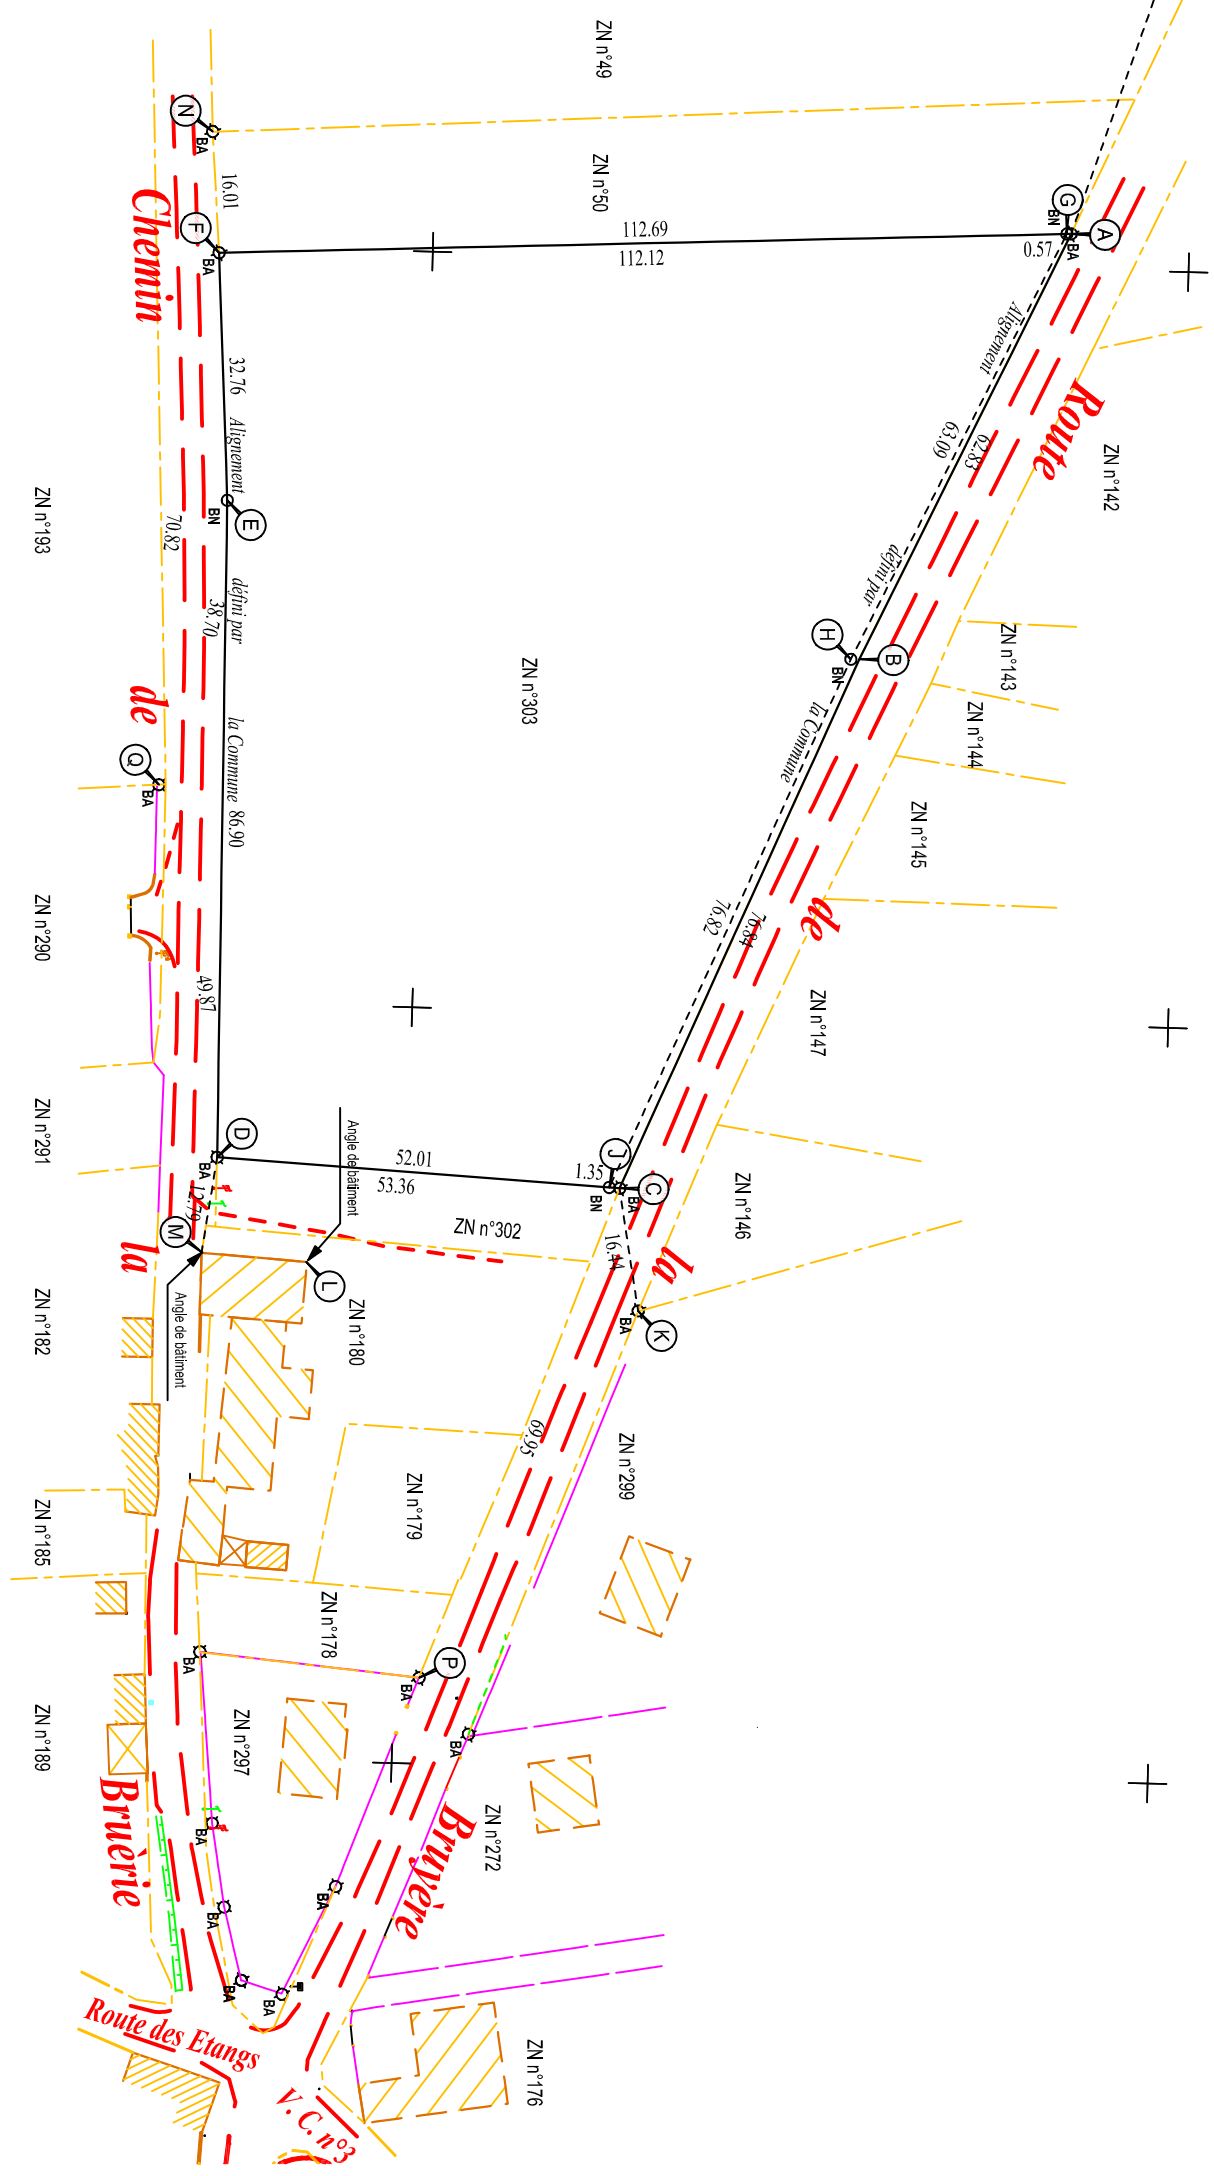 ZN n°49
ZN n°50
N
BA
16.01
F
BA
Chemin
112.69
112.12
G
BN
A
BA
0.57
Alignement
63.09
62.83
Route
ZN n°142
32.76
Alignement
E
BN
ZN n°193
70.82
défini par
38.70
défini par
H
BN
B
ZN n°143
ZN n°144
ZN n°145
ZN n°303
la Commune
la Commune
86.90
de
Q
BA
76.82
76.84
de
ZN n°147
ZN n°290
49.87
ZN n°291
D
BA
52.01
53.36
1.35
J
BN
C
BA
ZN n°146
Angle de bâtiment
12.79
M
L
ZN n°302
16.44
la
K
BA
la
ZN n°182
Angle de bâtiment
ZN n°180
69.95
ZN n°299
ZN n°179
ZN n°185
ZN n°178
BA
P
BA
BA
ZN n°189
ZN n°297
Bruèrie
BA
ZN n°272
Bruyère
BA
BA
BA
BA
Route des Etangs
V. C. n°3
ZN n°176